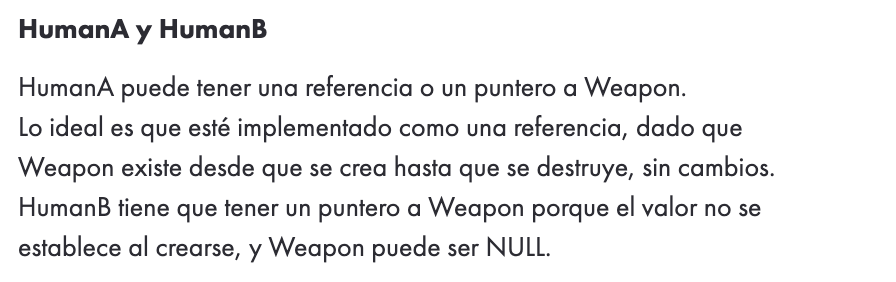 HumanA y HumanB
HumanA puede tener una referencia o un puntero a Weapon.
Lo ideal es que esté implementado como una referencia, dado que
Weapon existe desde que se crea hasta que se destruye, sin cambios.
HumanB tiene que tener un puntero a Weapon porque el valor no se
establece al crearse, y Weapon puede ser NULL.